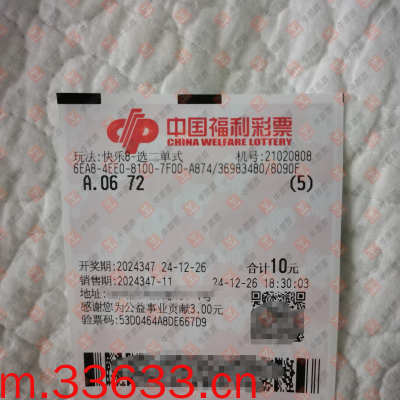 中国福利彩票
CHINA WELFARE LOTTERY
玩法:快乐8-选二单式 机号:21020808
6EA8-4EE0-8100-7F00-A874/36983480/8090F
A.06 72 (5)
开奖期:2024347 24-12-26 合计10元
销售期:2024347-11 24-12-26 18:30:03
地址:
感谢您为公益事业贡献3.00元
验票码:53D0464A8DE667D9
m.33633.cn